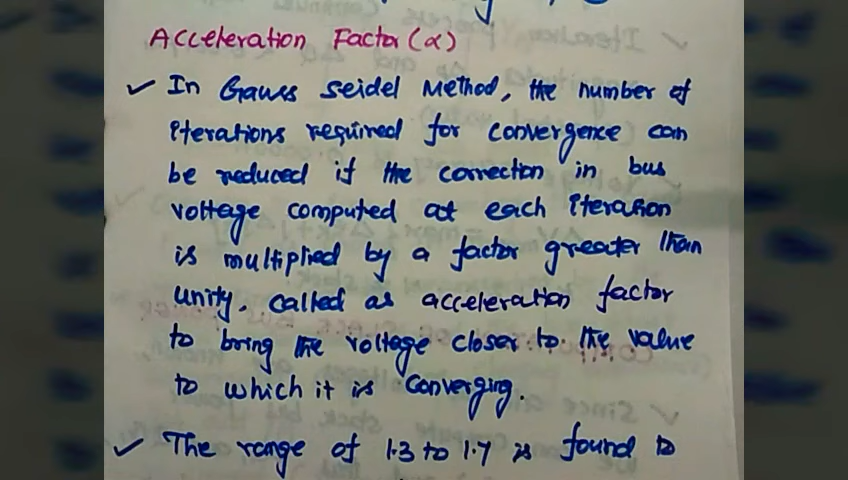 Acceleration Factor (α)
✓ In Gauss Seidel Method, the number of
iterations required for convergence can
be reduced if the correction in bus
voltage computed at each iteration
is multiplied by a factor greater than
unity. called as acceleration factor
to bring the voltage closer to the value
to which it is converging.
✓ The range of 1.3 to 1.7 is found to